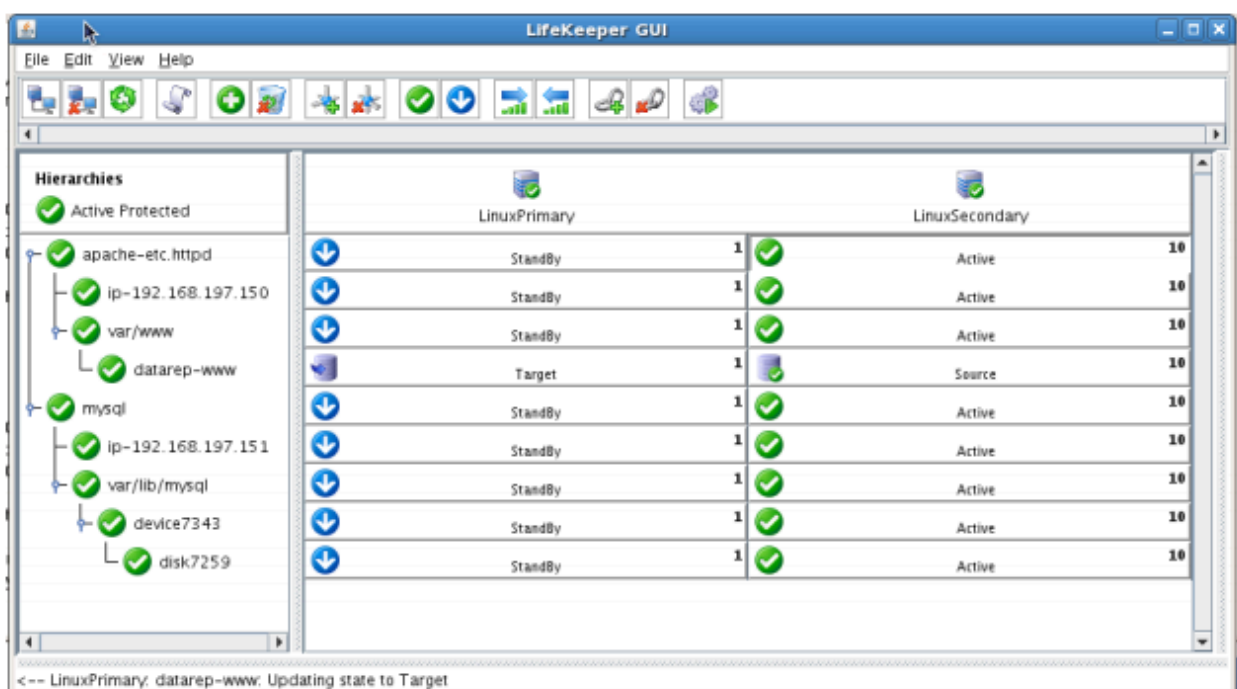 LifeKeeper GUI
File Edit View Help
Hierarchies
Active Protected
LinuxPrimary
LinuxSecondary
apache-etc.httpd StandBy 1 Active 10
ip-192.168.197.150 StandBy 1 Active 10
var/www StandBy 1 Active 10
datarep-www Target 1 Source 10
mysql StandBy 1 Active 10
ip-192.168.197.151 StandBy 1 Active 10
var/lib/mysql StandBy 1 Active 10
device7343 StandBy 1 Active 10
disk7259 StandBy 1 Active 10
<-- LinuxPrimary: datarep-www: Updating state to Target